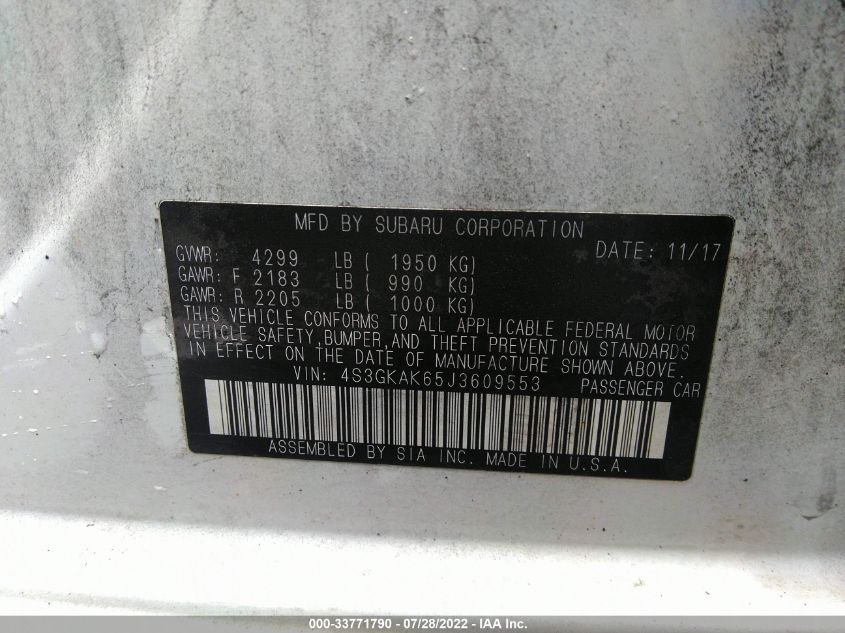 MFD BY SUBARU CORPORATION
DATE: 11/17
GVWR: 4299 LB ( 1950 KG)
GAWR: F 2183 LB ( 990 KG)
GAWR: R 2205 LB ( 1000 KG)
THIS VEHICLE CONFORMS TO ALL APPLICABLE FEDERAL MOTOR
VEHICLE SAFETY, BUMPER, AND THEFT PREVENTION STANDARDS
IN EFFECT ON THE DATE OF MANUFACTURE SHOWN ABOVE.
VIN: 4S3GKAK65J3609553 PASSENGER CAR
ASSEMBLED BY SIA INC. MADE IN U.S.A.
000-33771790 - 07/28/2022 - IAA Inc.